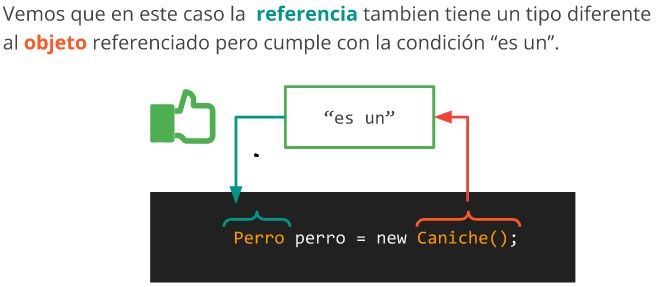 Vemos que en este caso la referencia tambien tiene un tipo diferente
al objeto referenciado pero cumple con la condición “es un”.
“es un”
Perro perro = new Caniche();